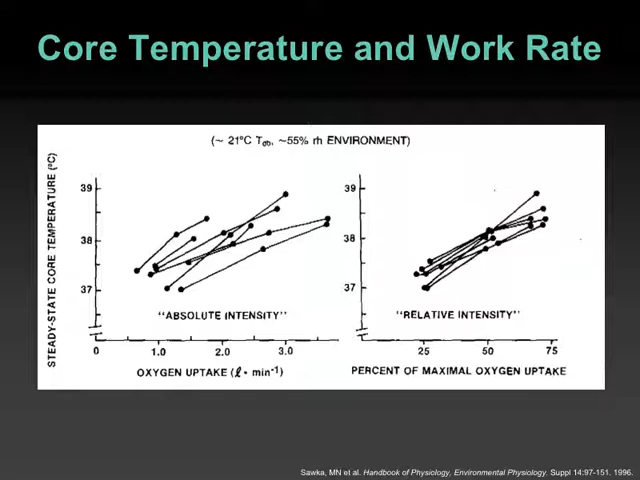 Core Temperature and Work Rate
(~ 21°C Tdb, ~55% rh ENVIRONMENT)
STEADY-STATE CORE TEMPERATURE (°C)
39
38
37
"ABSOLUTE INTENSITY"
0 1.0 2.0 3.0
OXYGEN UPTAKE (ℓ • min⁻¹)
39
38
37
"RELATIVE INTENSITY"
25 50 75
PERCENT OF MAXIMAL OXYGEN UPTAKE
Sawka, MN et al. Handbook of Physiology, Environmental Physiology. Suppl 14:97-151, 1996.